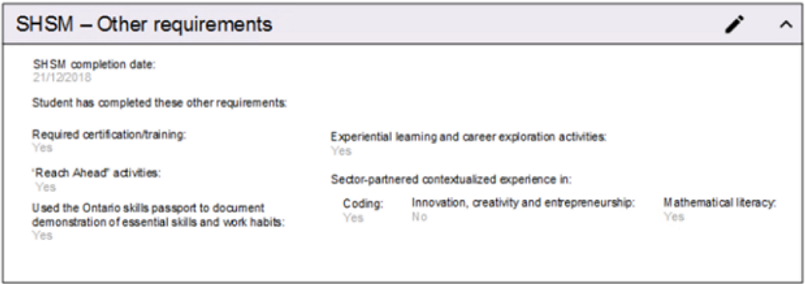 SHSM – Other requirements
SHSM completion date:
21/12/2018
Student has completed these other requirements:
Required certification/training:
Yes
Experiential learning and career exploration activities:
Yes
'Reach Ahead' activities:
Yes
Sector-partnered contextualized experience in:
Used the Ontario skills passport to document
demonstration of essential skills and work habits:
Yes
Coding:
Yes
Innovation, creativity and entrepreneurship:
No
Mathematical literacy:
Yes